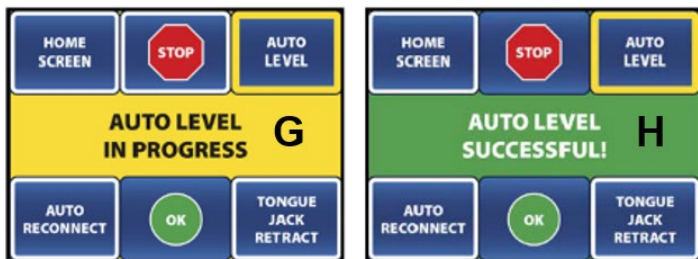 HOME
SCREEN
STOP
AUTO
LEVEL
AUTO LEVEL
IN PROGRESS
G
AUTO
RECONNECT
OK
TONGUE
JACK
RETRACT
HOME
SCREEN
STOP
AUTO
LEVEL
AUTO LEVEL
SUCCESSFUL!
H
AUTO
RECONNECT
OK
TONGUE
JACK
RETRACT